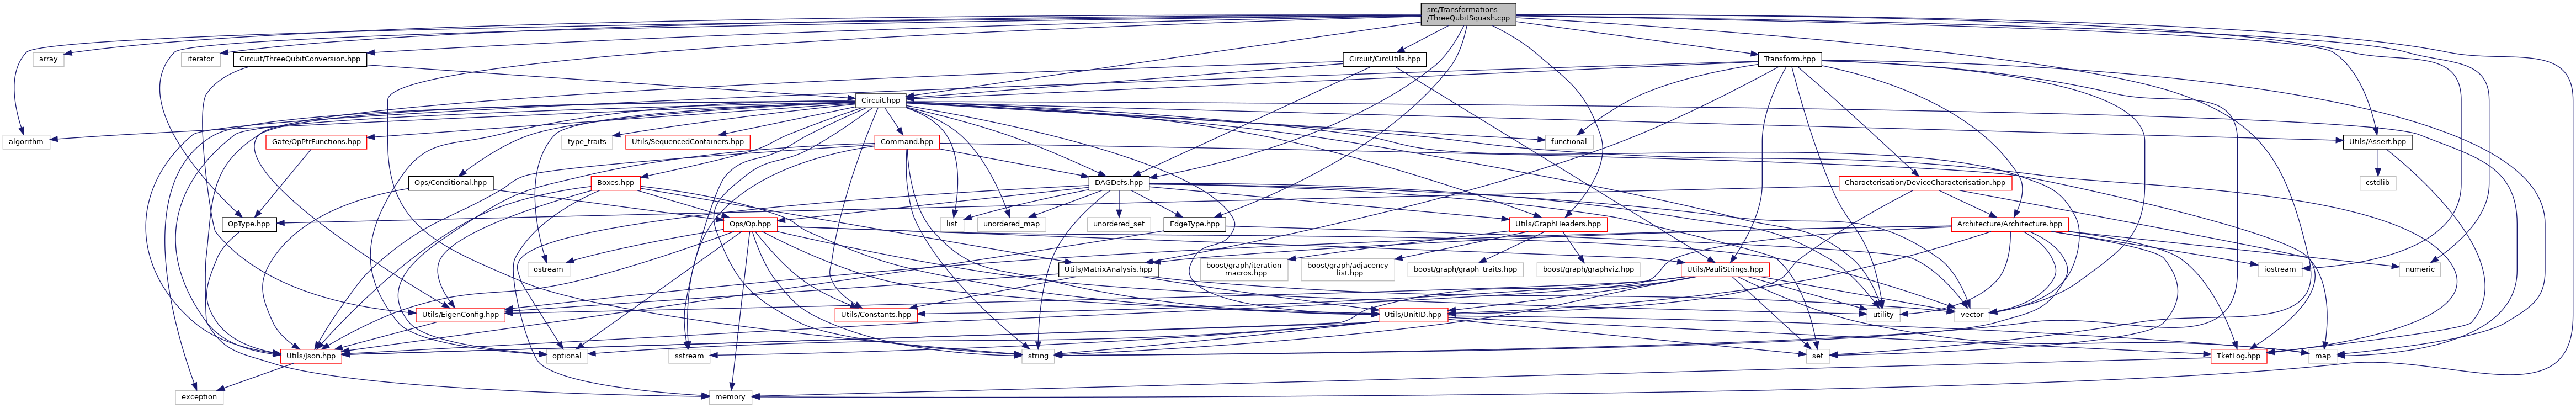 src/Transformations
/ThreeQubitSquash.cpp
array
iterator
Circuit/ThreeQubitConversion.hpp
Circuit/CircUtils.hpp
Transform.hpp
Circuit.hpp
algorithm
Gate/OpPtrFunctions.hpp
type_traits
Utils/SequencedContainers.hpp
Command.hpp
functional
Utils/Assert.hpp
Ops/Conditional.hpp
Boxes.hpp
DAGDefs.hpp
Characterisation/DeviceCharacterisation.hpp
cstdlib
OpType.hpp
Ops/Op.hpp
list
unordered_map
unordered_set
EdgeType.hpp
Utils/GraphHeaders.hpp
Architecture/Architecture.hpp
ostream
Utils/MatrixAnalysis.hpp
boost/graph/iteration
_macros.hpp
boost/graph/adjacency
_list.hpp
boost/graph/graph_traits.hpp
boost/graph/graphviz.hpp
Utils/PauliStrings.hpp
iostream
numeric
Utils/EigenConfig.hpp
Utils/Constants.hpp
Utils/UnitID.hpp
utility
vector
Utils/Json.hpp
optional
sstream
string
set
TketLog.hpp
map
exception
memory